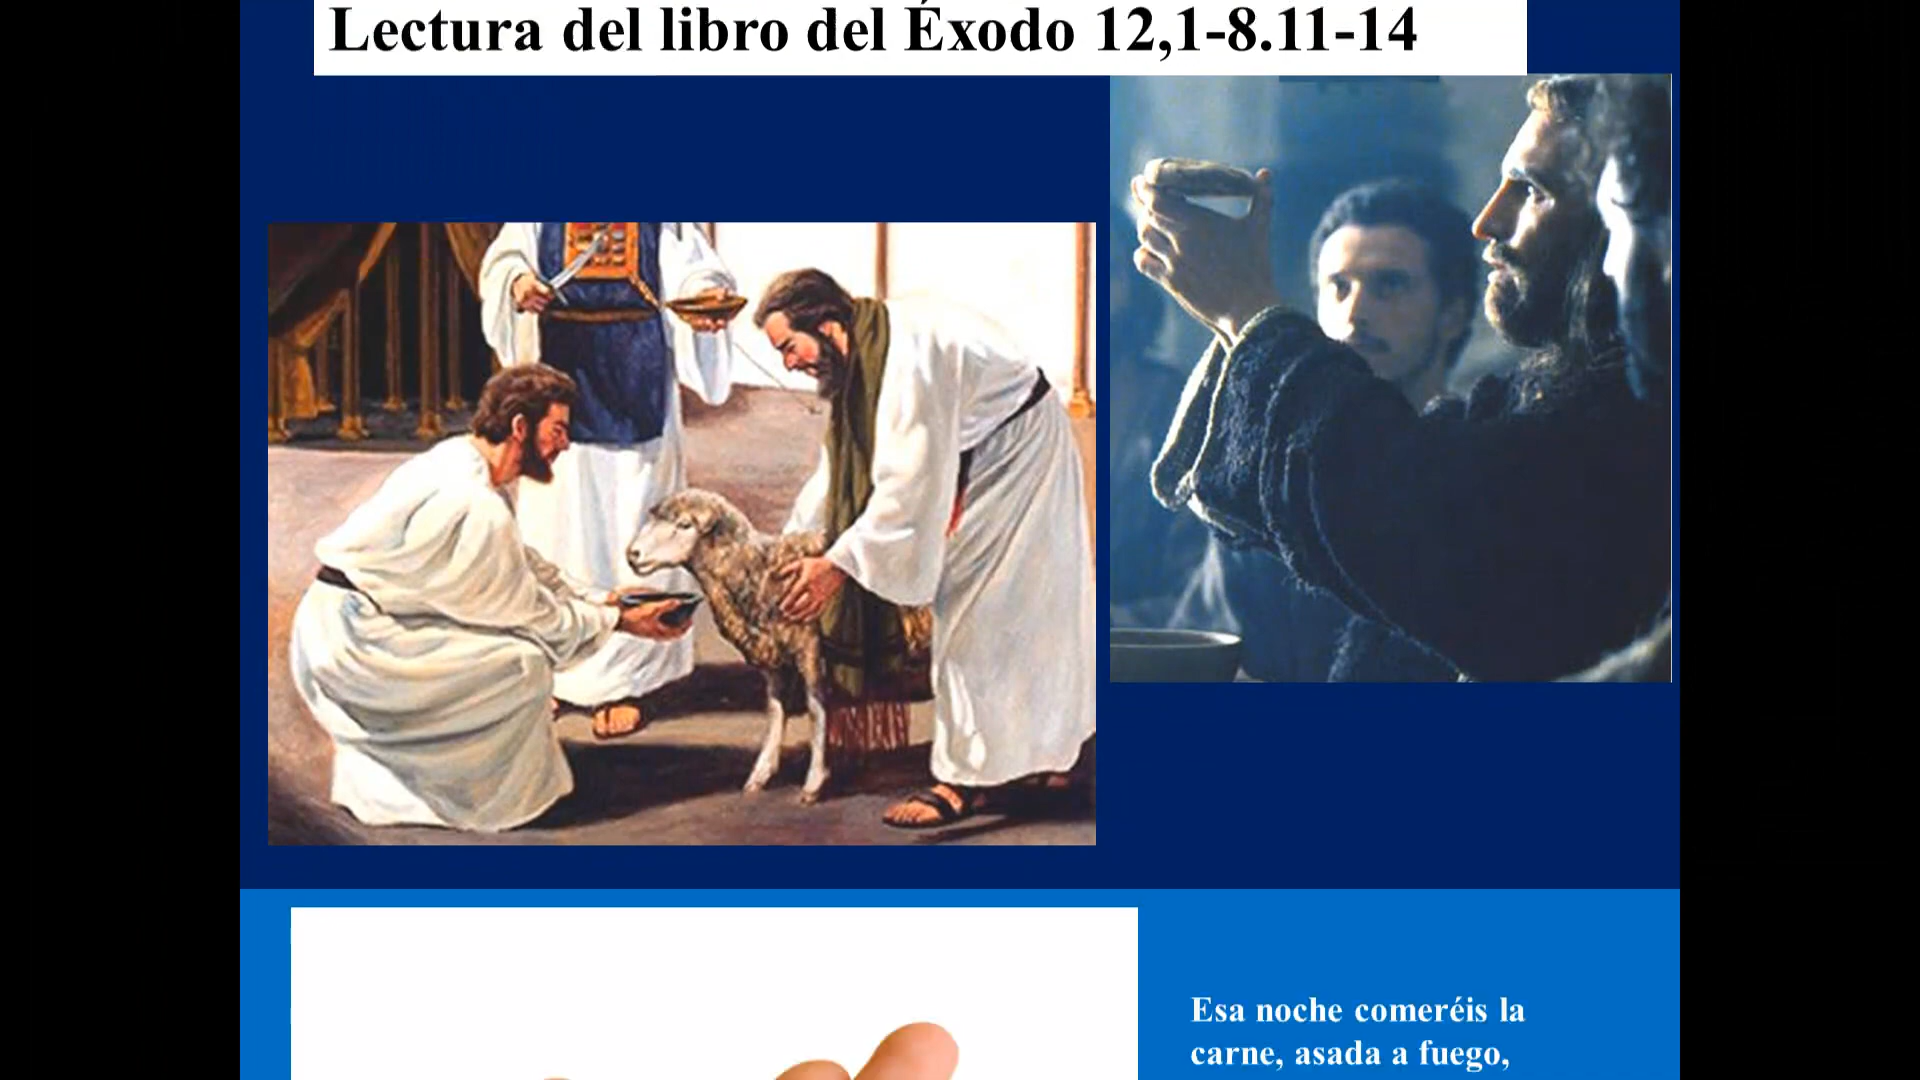 Lectura del libro del Éxodo 12,1-8.11-14
Esa noche comeréis la
carne, asada a fuego,